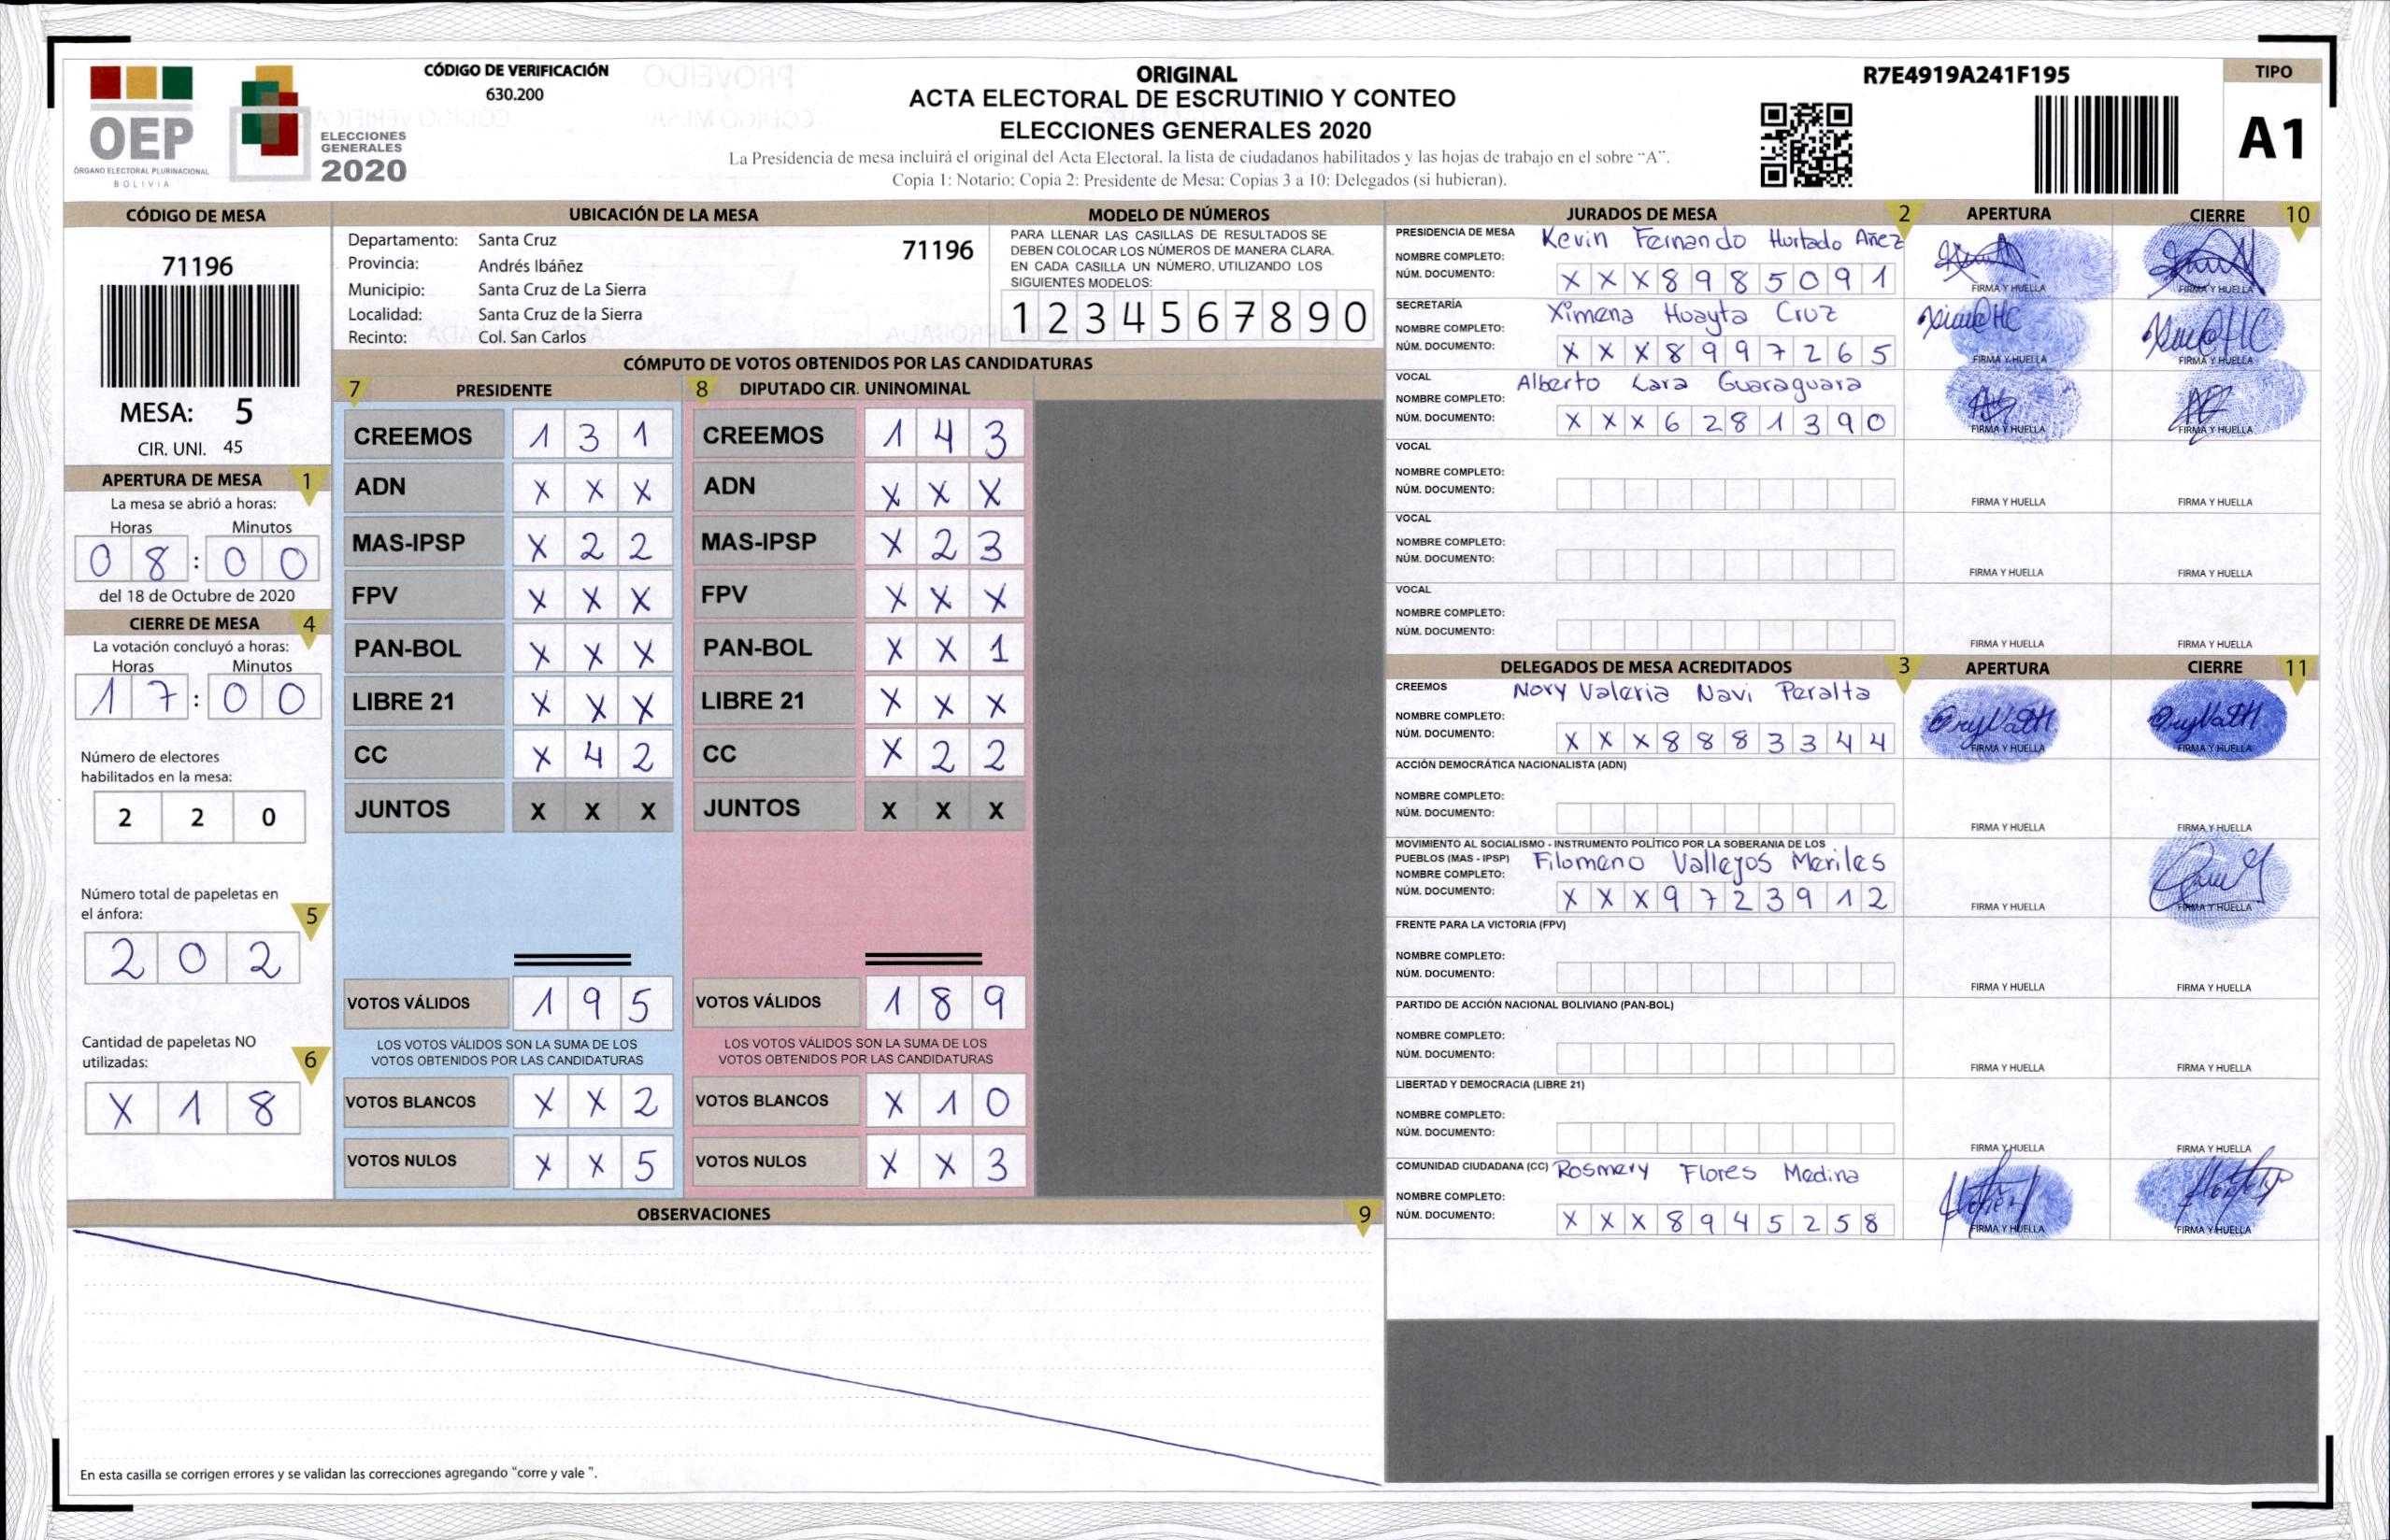 OEP
ÓRGANO ELECTORAL PLURINACIONAL
BOLIVIA
ELECCIONES
GENERALES
2020
CÓDIGO DE VERIFICACIÓN
630.200
ORIGINAL
ACTA ELECTORAL DE ESCRUTINIO Y CONTEO
ELECCIONES GENERALES 2020
La Presidencia de mesa incluirá el original del Acta Electoral, la lista de ciudadanos habilitados y las hojas de trabajo en el sobre "A".
Copia 1: Notario; Copia 2: Presidente de Mesa; Copias 3 a 10: Delegados (si hubieran).
R7E4919A241F195
TIPO
A1
CÓDIGO DE MESA
71196
MESA: 5
CIR. UNI. 45
APERTURA DE MESA 1
La mesa se abrió a horas:
Horas Minutos
0 8 : 0 0
del 18 de Octubre de 2020
CIERRE DE MESA 4
La votación concluyó a horas:
Horas Minutos
1 7 : 0 0
Número de electores
habilitados en la mesa:
2 2 0
Número total de papeletas en
el ánfora: 5
2 0 2
Cantidad de papeletas NO
utilizadas: 6
X 1 8
UBICACIÓN DE LA MESA
Departamento: Santa Cruz
71196
Provincia: Andrés Ibáñez
Municipio: Santa Cruz de La Sierra
Localidad: Santa Cruz de la Sierra
Recinto: Col. San Carlos
MODELO DE NÚMEROS
PARA LLENAR LAS CASILLAS DE RESULTADOS SE
DEBEN COLOCAR LOS NÚMEROS DE MANERA CLARA.
EN CADA CASILLA UN NÚMERO, UTILIZANDO LOS
SIGUIENTES MODELOS:
1 2 3 4 5 6 7 8 9 0
CÓMPUTO DE VOTOS OBTENIDOS POR LAS CANDIDATURAS
7 PRESIDENTE
CREEMOS 1 3 1
ADN X X X
MAS-IPSP X 2 2
FPV X X X
PAN-BOL X X X
LIBRE 21 X X X
CC X 4 2
JUNTOS X X X
VOTOS VÁLIDOS 1 9 5
LOS VOTOS VÁLIDOS SON LA SUMA DE LOS
VOTOS OBTENIDOS POR LAS CANDIDATURAS
VOTOS BLANCOS X X 2
VOTOS NULOS X X 5
8 DIPUTADO CIR. UNINOMINAL
CREEMOS 1 4 3
ADN X X X
MAS-IPSP X 2 3
FPV X X X
PAN-BOL X X 1
LIBRE 21 X X X
CC X 2 2
JUNTOS X X X
VOTOS VÁLIDOS 1 8 9
LOS VOTOS VÁLIDOS SON LA SUMA DE LOS
VOTOS OBTENIDOS POR LAS CANDIDATURAS
VOTOS BLANCOS X 1 0
VOTOS NULOS X X 3
OBSERVACIONES 9
En esta casilla se corrigen errores y se validan las correcciones agregando "corre y vale ".
JURADOS DE MESA 2 APERTURA CIERRE 10
PRESIDENCIA DE MESA Kevin Fernando Hurtado Añez
NOMBRE COMPLETO:
NÚM. DOCUMENTO: X X X 8 9 8 5 0 9 1
FIRMA Y HUELLA FIRMA Y HUELLA
SECRETARÍA Ximena Huayta Cruz
NOMBRE COMPLETO:
NÚM. DOCUMENTO: X X X 8 9 9 7 2 6 5
FIRMA Y HUELLA FIRMA Y HUELLA
VOCAL Alberto Lara Guaraguara
NOMBRE COMPLETO:
NÚM. DOCUMENTO: X X X 6 2 8 1 3 9 0
FIRMA Y HUELLA FIRMA Y HUELLA
VOCAL
NOMBRE COMPLETO:
NÚM. DOCUMENTO:
FIRMA Y HUELLA FIRMA Y HUELLA
VOCAL
NOMBRE COMPLETO:
NÚM. DOCUMENTO:
FIRMA Y HUELLA FIRMA Y HUELLA
VOCAL
NOMBRE COMPLETO:
NÚM. DOCUMENTO:
FIRMA Y HUELLA FIRMA Y HUELLA
DELEGADOS DE MESA ACREDITADOS 3 APERTURA CIERRE 11
CREEMOS Nory Valeria Navi Peralta
NOMBRE COMPLETO:
NÚM. DOCUMENTO: X X X 8 8 8 3 3 4 4
FIRMA Y HUELLA FIRMA Y HUELLA
ACCIÓN DEMOCRÁTICA NACIONALISTA (ADN)
NOMBRE COMPLETO:
NÚM. DOCUMENTO:
FIRMA Y HUELLA FIRMA Y HUELLA
MOVIMIENTO AL SOCIALISMO - INSTRUMENTO POLÍTICO POR LA SOBERANIA DE LOS
PUEBLOS (MAS - IPSP) Filomeno Vallejos Meriles
NOMBRE COMPLETO:
NÚM. DOCUMENTO: X X X 9 7 2 3 9 1 2
FIRMA Y HUELLA FIRMA Y HUELLA
FRENTE PARA LA VICTORIA (FPV)
NOMBRE COMPLETO:
NÚM. DOCUMENTO:
FIRMA Y HUELLA FIRMA Y HUELLA
PARTIDO DE ACCIÓN NACIONAL BOLIVIANO (PAN-BOL)
NOMBRE COMPLETO:
NÚM. DOCUMENTO:
FIRMA Y HUELLA FIRMA Y HUELLA
LIBERTAD Y DEMOCRACIA (LIBRE 21)
NOMBRE COMPLETO:
NÚM. DOCUMENTO:
FIRMA Y HUELLA FIRMA Y HUELLA
COMUNIDAD CIUDADANA (CC) Rosmery Flores Medina
NOMBRE COMPLETO:
NÚM. DOCUMENTO: X X X 8 9 4 5 2 5 8
FIRMA Y HUELLA FIRMA Y HUELLA